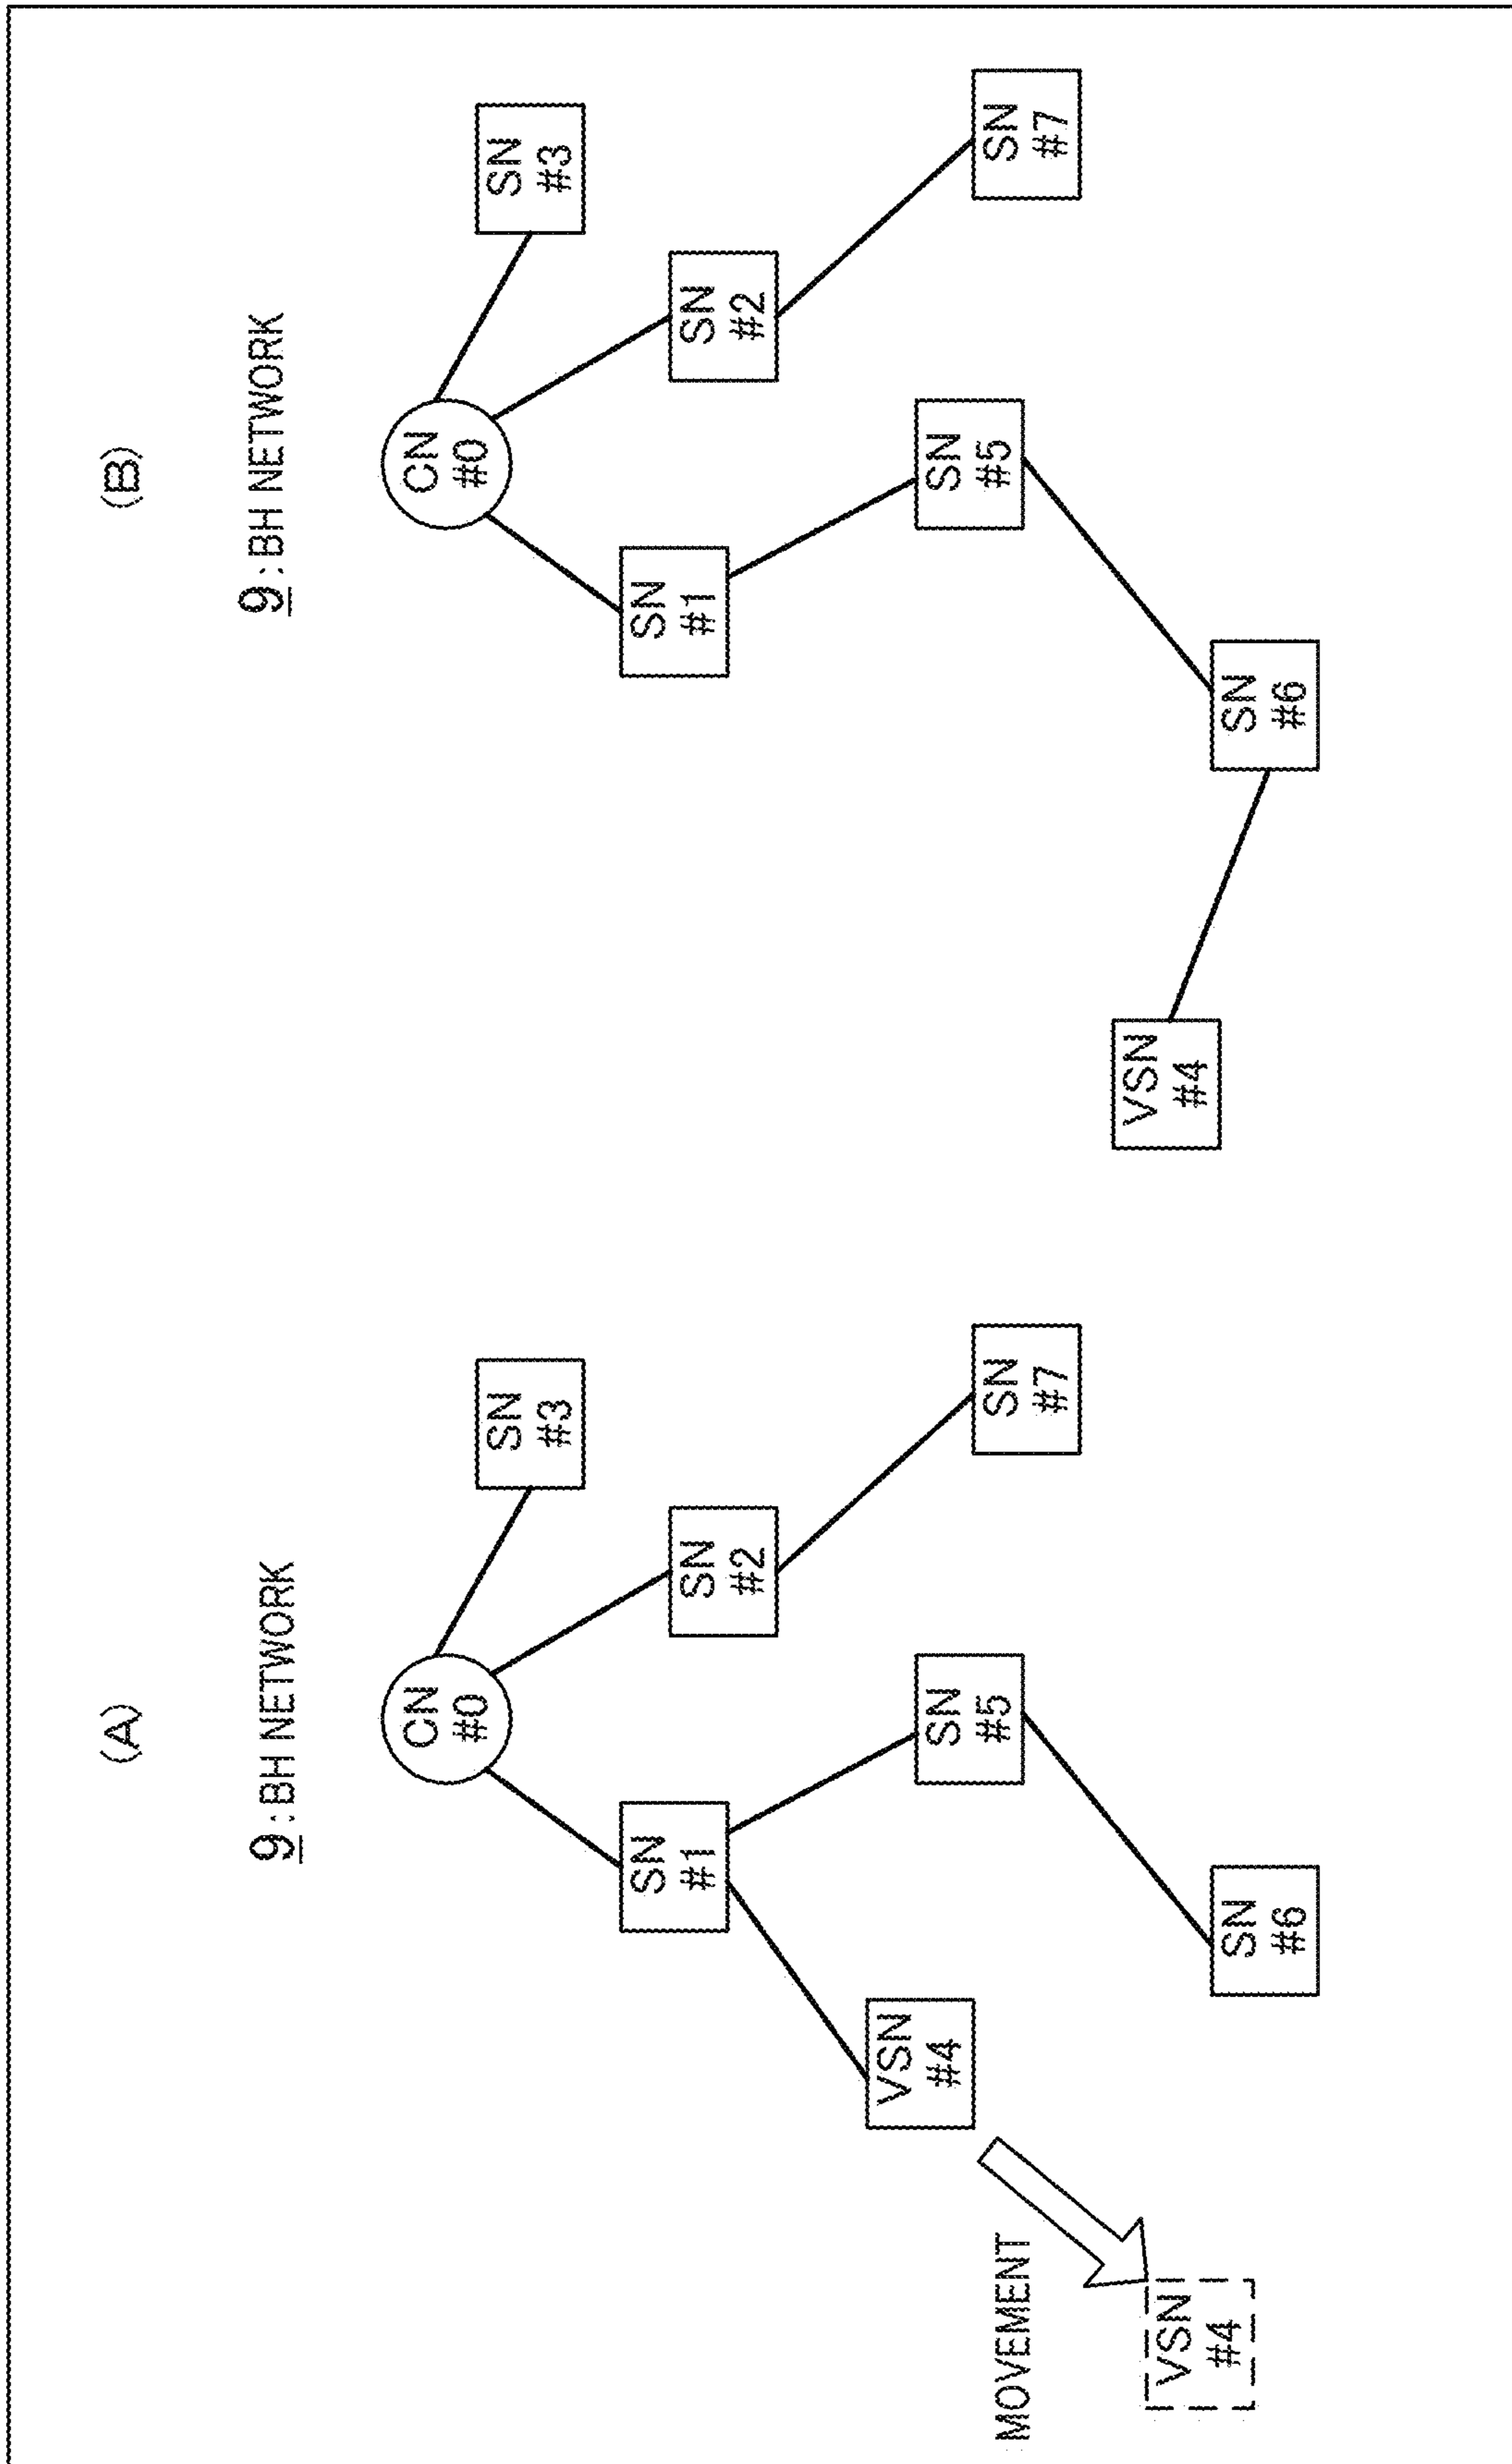 (A)
9 : BH NETWORK
CN
#0
SN
#3
SN
#1
SN
#2
VSN
#4
SN
#5
SN
#7
MOVEMENT
VSN
#4
SN
#6
(B)
9 : BH NETWORK
CN
#0
SN
#3
SN
#1
SN
#2
SN
#5
SN
#7
VSN
#4
SN
#6